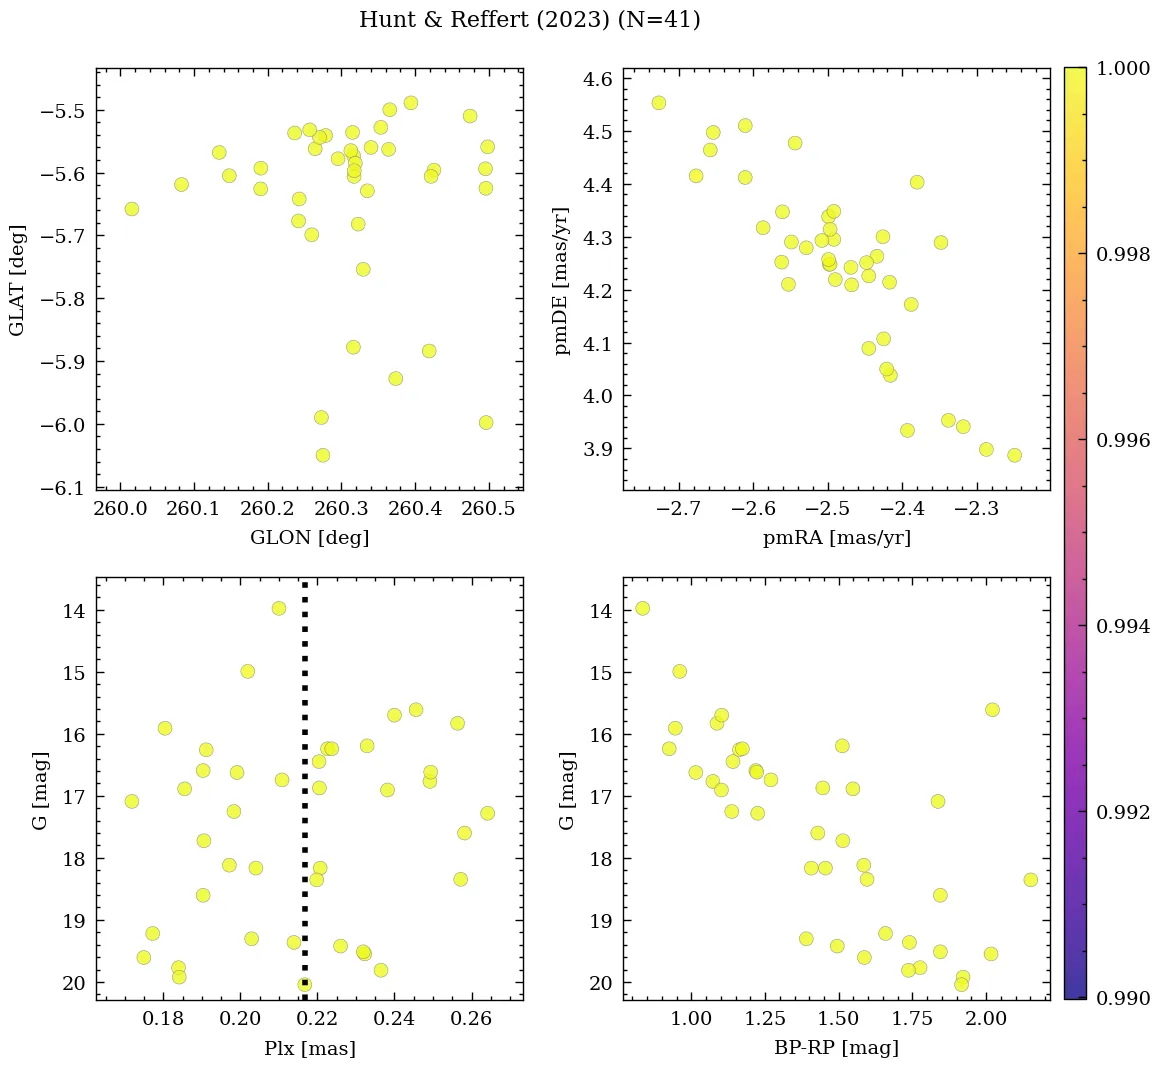 Hunt & Reffert (2023) (N=41)
−5.5
−5.6
−5.7
−5.8
−5.9
−6.0
−6.1
GLAT [deg]
260.0 260.1 260.2 260.3 260.4 260.5
GLON [deg]
4.6
4.5
4.4
4.3
4.2
4.1
4.0
3.9
pmDE [mas/yr]
−2.7 −2.6 −2.5 −2.4 −2.3
pmRA [mas/yr]
14
15
16
17
18
19
20
G [mag]
0.18 0.20 0.22 0.24 0.26
Plx [mas]
14
15
16
17
18
19
20
G [mag]
1.00 1.25 1.50 1.75 2.00
BP-RP [mag]
1.000
0.998
0.996
0.994
0.992
0.990